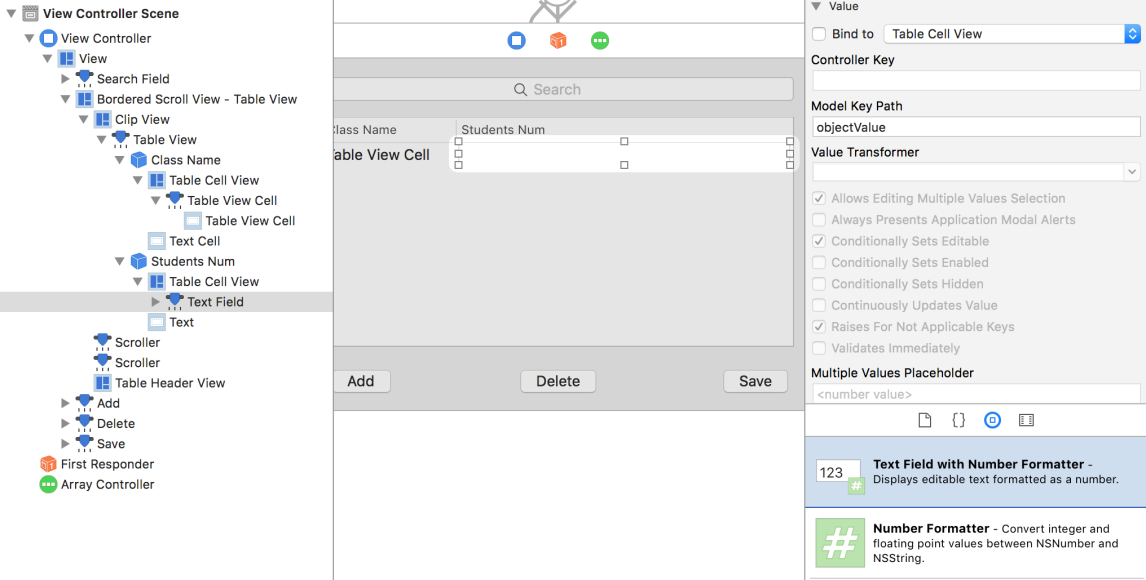 View Controller Scene
View Controller
View
Search Field
Bordered Scroll View - Table View
Clip View
Table View
Class Name
Table Cell View
Table View Cell
Table View Cell
Text Cell
Students Num
Table Cell View
Text Field
Text
Scroller
Scroller
Table Header View
Add
Delete
Save
First Responder
Array Controller
Search
Class Name
Students Num
Table View Cell
Add
Delete
Save
Value
Bind to
Table Cell View
Controller Key
Model Key Path
objectValue
Value Transformer
Allows Editing Multiple Values Selection
Always Presents Application Modal Alerts
Conditionally Sets Editable
Conditionally Sets Enabled
Conditionally Sets Hidden
Continuously Updates Value
Raises For Not Applicable Keys
Validates Immediately
Multiple Values Placeholder
<number value>
{}
123
#
Text Field with Number Formatter -
Displays editable text formatted as a number.
#
Number Formatter - Convert integer and
floating point values between NSNumber and
NSString.